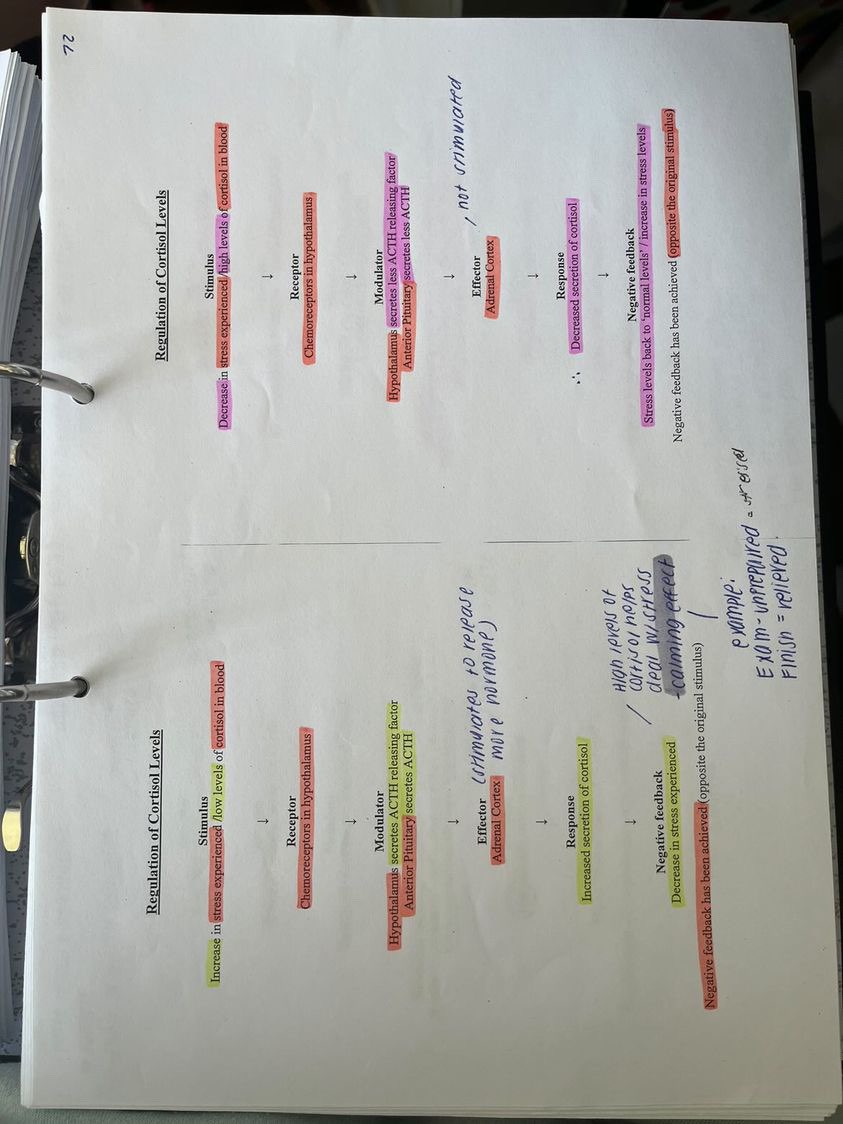 Regulation of Cortisol Levels
Stimulus
Increase in stress experienced /low levels of cortisol in blood
↓
Receptor
Chemoreceptors in hypothalamus
↓
Modulator
Hypothalamus secretes ACTH releasing factor
Anterior Pituitary secretes ACTH
↓
Effector
Adrenal Cortex
(stimulates to release
more hormone)
↓
Response
Increased secretion of cortisol
↓
Negative feedback
Decrease in stress experienced
/ High levels of
cortisol helps
deal w/ stress
- calming effect
Negative feedback has been achieved (opposite the original stimulus)
example:
Exam - unprepared = stressed
Finish = relieved
72
Regulation of Cortisol Levels
Stimulus
Decrease in stress experienced /high levels of cortisol in blood
↓
Receptor
Chemoreceptors in hypothalamus
↓
Modulator
Hypothalamus secretes less ACTH releasing factor
Anterior Pituitary secretes less ACTH
↓
Effector
Adrenal Cortex
/ not stimulated
↓
Response
∴ Decreased secretion of cortisol
↓
Negative feedback
Stress levels back to ‘normal levels’ / increase in stress levels
Negative feedback has been achieved (opposite the original stimulus)